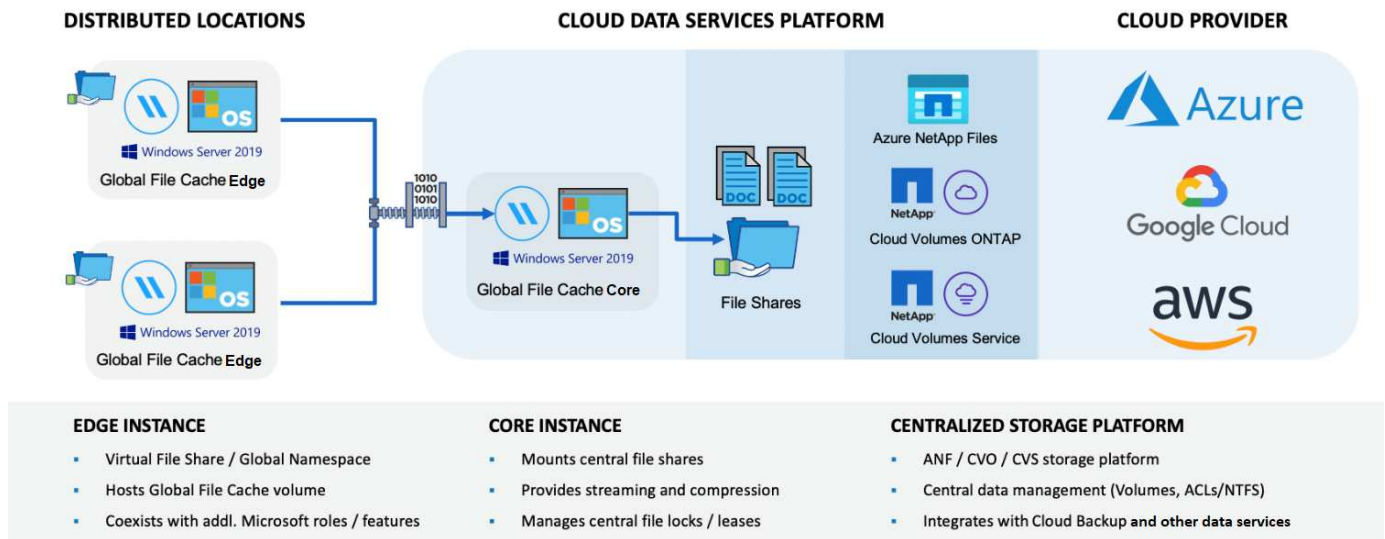 DISTRIBUTED LOCATIONS
CLOUD DATA SERVICES PLATFORM
CLOUD PROVIDER
OS
Windows Server 2019
Global File Cache Edge
OS
Windows Server 2019
Global File Cache Edge
1010
0101
1010
OS
Windows Server 2019
Global File Cache Core
DOC
DOC
File Shares
Azure NetApp Files
NetApp
Cloud Volumes ONTAP
NetApp
Cloud Volumes Service
Azure
Google Cloud
aws
EDGE INSTANCE
Virtual File Share / Global Namespace
Hosts Global File Cache volume
Coexists with addl. Microsoft roles / features
CORE INSTANCE
Mounts central file shares
Provides streaming and compression
Manages central file locks / leases
CENTRALIZED STORAGE PLATFORM
ANF / CVO / CVS storage platform
Central data management (Volumes, ACLs/NTFS)
Integrates with Cloud Backup and other data services